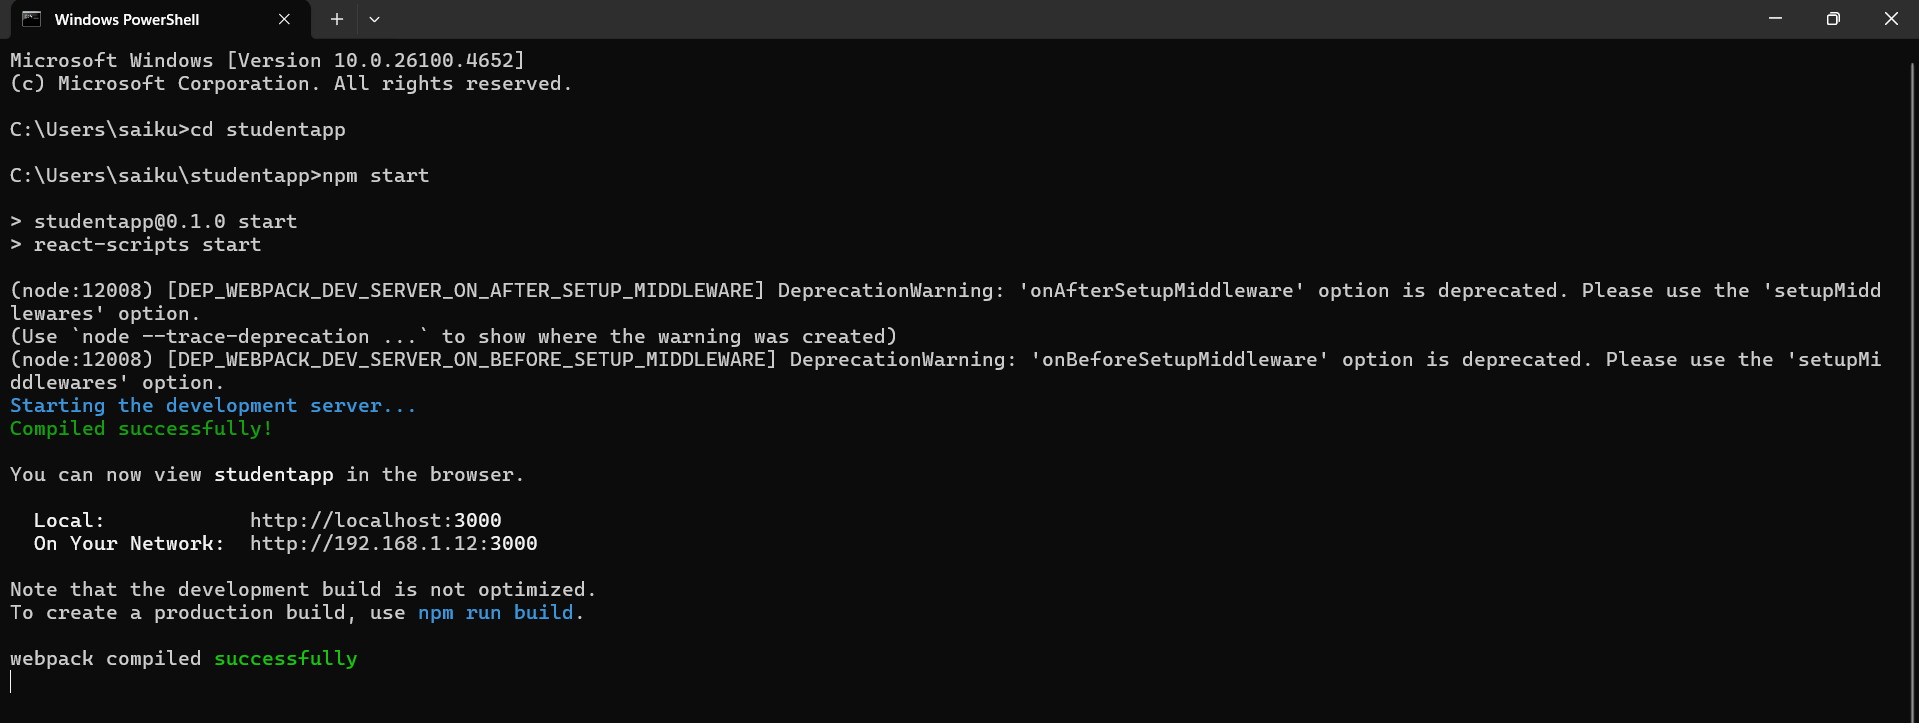 Windows PowerShell
Microsoft Windows [Version 10.0.26100.4652]
(c) Microsoft Corporation. All rights reserved.
C:\Users\saiku>cd studentapp
C:\Users\saiku\studentapp>npm start
> studentapp@0.1.0 start
> react-scripts start
(node:12008) [DEP_WEBPACK_DEV_SERVER_ON_AFTER_SETUP_MIDDLEWARE] DeprecationWarning: 'onAfterSetupMiddleware' option is deprecated. Please use the 'setupMidd
lewares' option.
(Use `node --trace-deprecation ...` to show where the warning was created)
(node:12008) [DEP_WEBPACK_DEV_SERVER_ON_BEFORE_SETUP_MIDDLEWARE] DeprecationWarning: 'onBeforeSetupMiddleware' option is deprecated. Please use the 'setupMi
ddlewares' option.
Starting the development server...
Compiled successfully!
You can now view studentapp in the browser.
Local: http://localhost:3000
On Your Network: http://192.168.1.12:3000
Note that the development build is not optimized.
To create a production build, use npm run build.
webpack compiled successfully